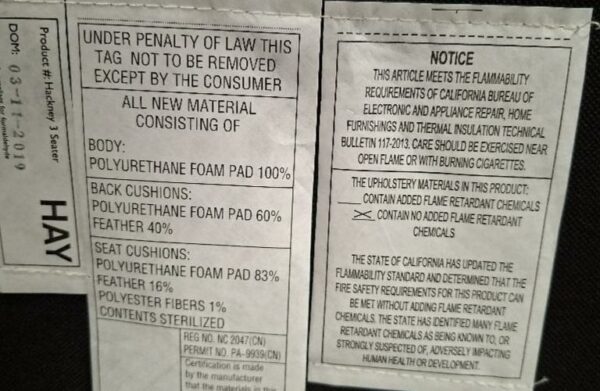 Product #: Hackney 3 Seater
DOM: 03-11-2019
HAY
UNDER PENALTY OF LAW THIS
TAG NOT TO BE REMOVED
EXCEPT BY THE CONSUMER
ALL NEW MATERIAL
CONSISTING OF
BODY:
POLYURETHANE FOAM PAD 100%
BACK CUSHIONS:
POLYURETHANE FOAM PAD 60%
FEATHER 40%
SEAT CUSHIONS:
POLYURETHANE FOAM PAD 83%
FEATHER 16%
POLYESTER FIBERS 1%
CONTENTS STERILIZED
REG NO. NC 2047(CN)
PERMIT NO. PA-9939(CN)
Certification is made
by the manufacturer
that the materials in this
NOTICE
THIS ARTICLE MEETS THE FLAMMABILITY
REQUIREMENTS OF CALIFORNIA BUREAU OF
ELECTRONIC AND APPLIANCE REPAIR, HOME
FURNISHINGS AND THERMAL INSULATION TECHNICAL
BULLETIN 117-2013. CARE SHOULD BE EXERCISED NEAR
OPEN FLAME OR WITH BURNING CIGARETTES.
THE UPHOLSTERY MATERIALS IN THIS PRODUCT:
CONTAIN ADDED FLAME RETARDANT CHEMICALS
X CONTAIN NO ADDED FLAME RETARDANT
CHEMICALS
THE STATE OF CALIFORNIA HAS UPDATED THE
FLAMMABILITY STANDARD AND DETERMINED THAT THE
FIRE SAFETY REQUIREMENTS FOR THIS PRODUCT CAN
BE MET WITHOUT ADDING FLAME RETARDANT
CHEMICALS. THE STATE HAS IDENTIFIED MANY FLAME
RETARDANT CHEMICALS AS BEING KNOWN TO, OR
STRONGLY SUSPECTED OF, ADVERSELY IMPACTING
HUMAN HEALTH OR DEVELOPMENT.